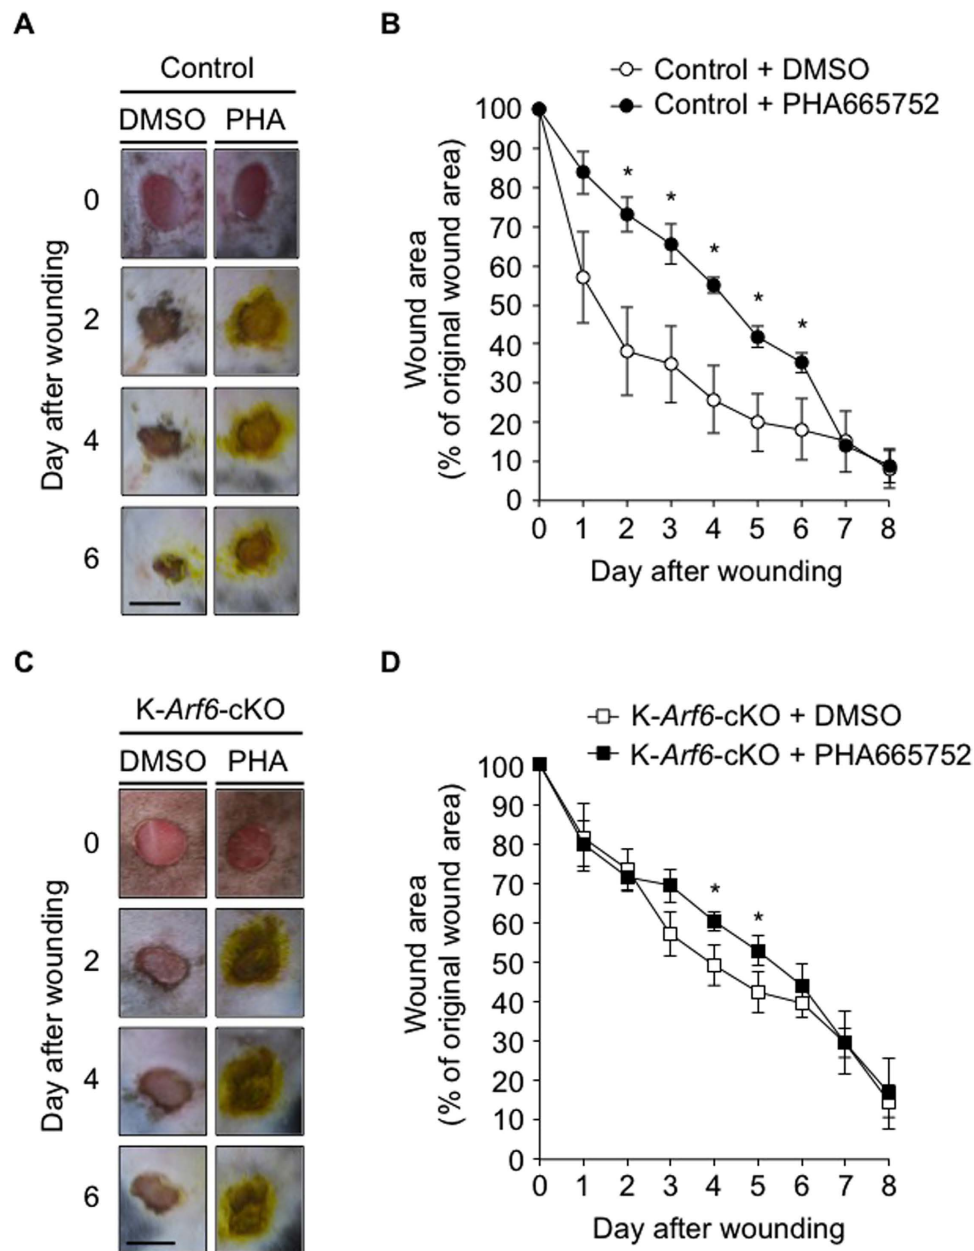 A
Control
DMSO PHA
Day after wounding
0
2
4
6
B
Control + DMSO
Control + PHA665752
Wound area
(% of original wound area)
100
90
80
70
60
50
40
30
20
10
0
* * * * *
0 1 2 3 4 5 6 7 8
Day after wounding
C
K-Arf6-cKO
DMSO PHA
Day after wounding
0
2
4
6
D
K-Arf6-cKO + DMSO
K-Arf6-cKO + PHA665752
Wound area
(% of original wound area)
100
90
80
70
60
50
40
30
20
10
0
* *
0 1 2 3 4 5 6 7 8
Day after wounding